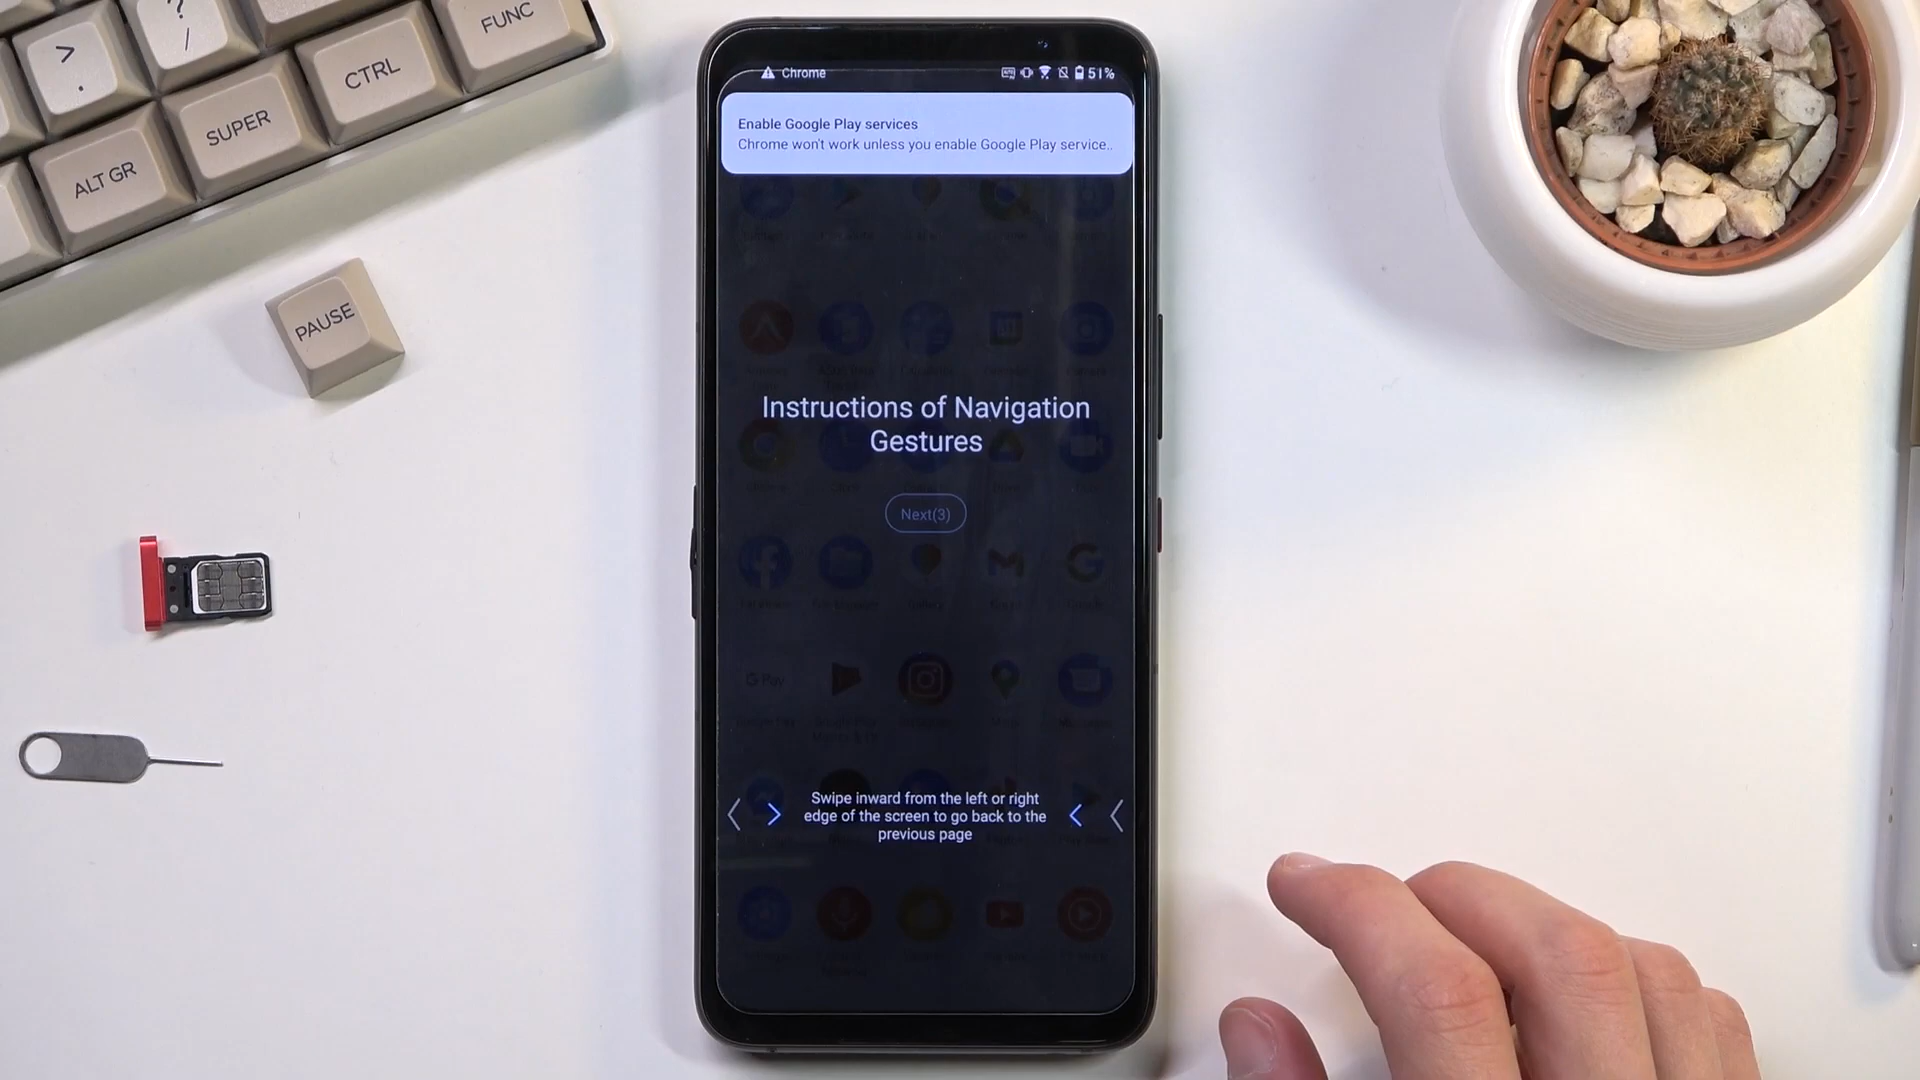 FUNC
>
.
?
/
CTRL
SUPER
ALT GR
PAUSE
Chrome
51%
Enable Google Play services
Chrome won't work unless you enable Google Play service..
Instructions of Navigation
Gestures
Next(3)
G Pay
Swipe inward from the left or right
edge of the screen to go back to the
previous page